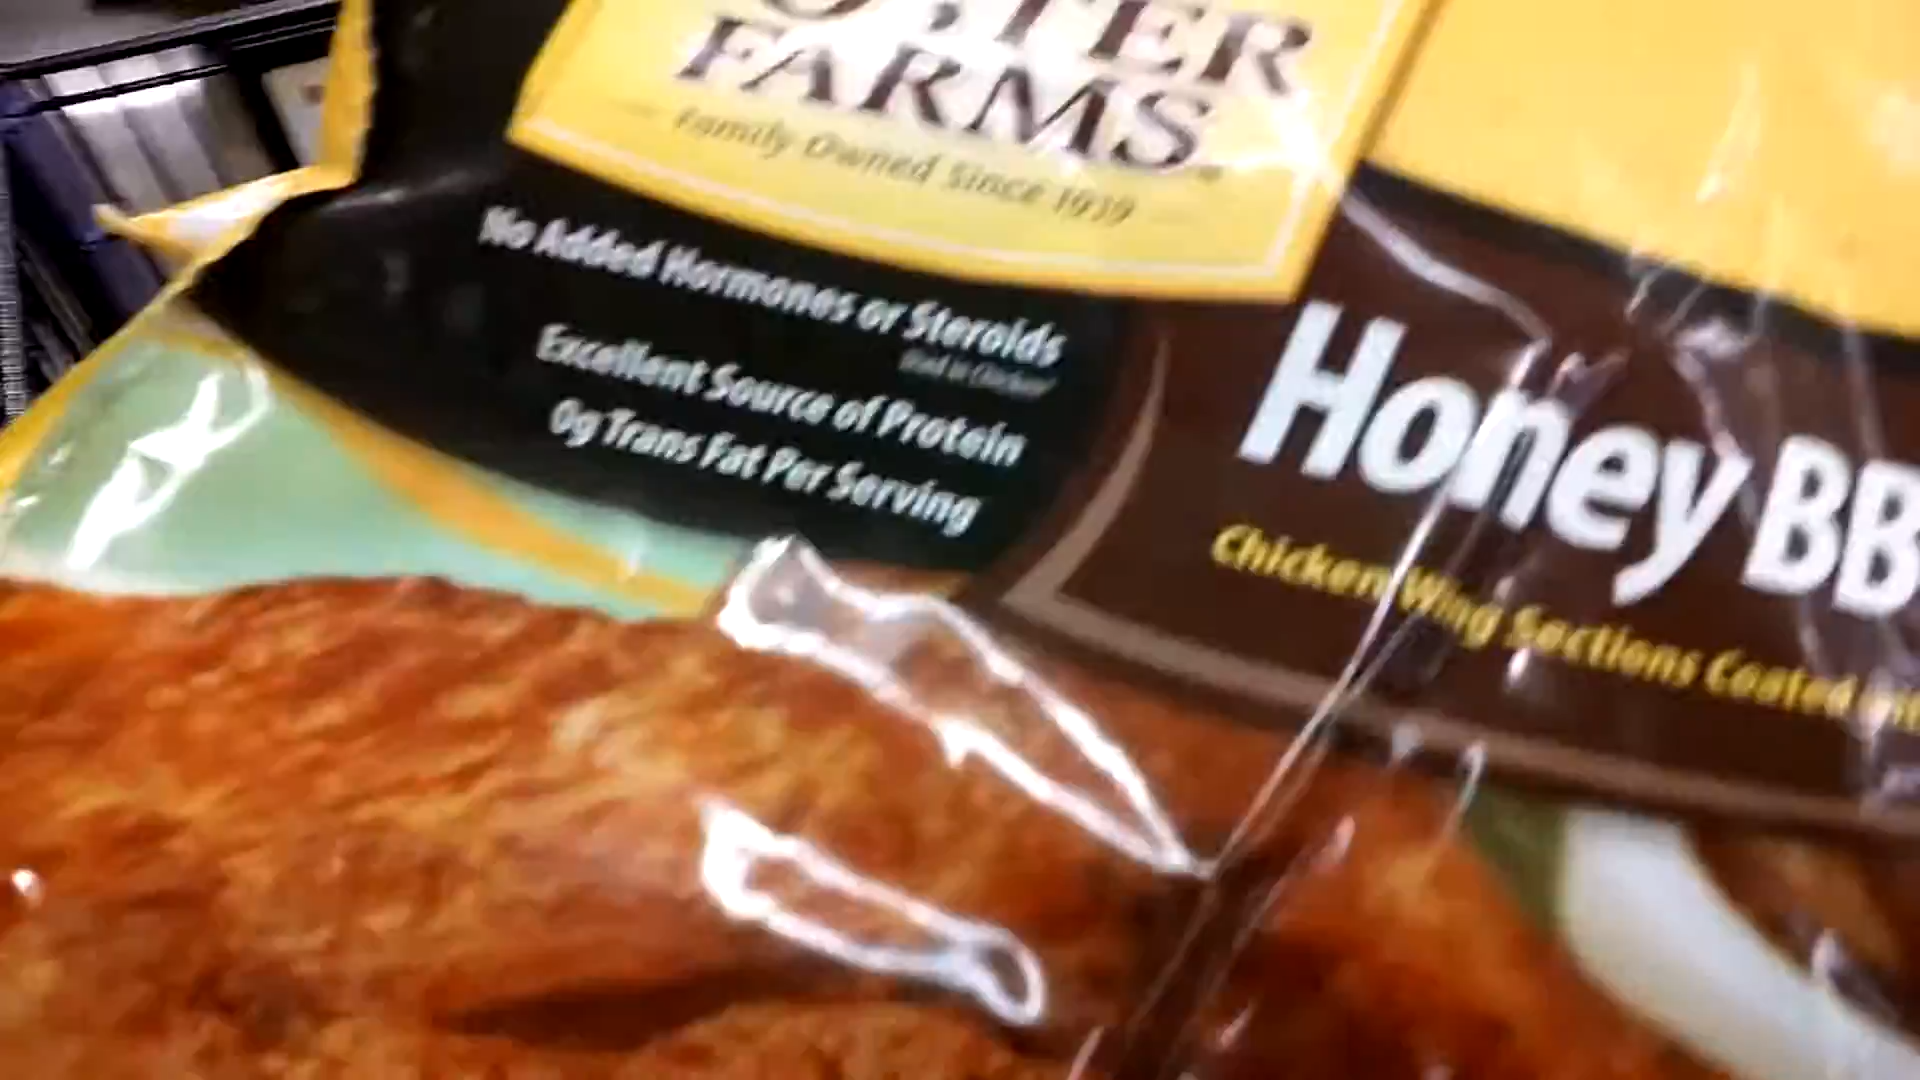 FARMS
Family Owned Since 1939
No Added Hormones or Steroids
Excellent Source of Protein
0g Trans Fat Per Serving
Honey BB
Chicken Wing Sections Coated